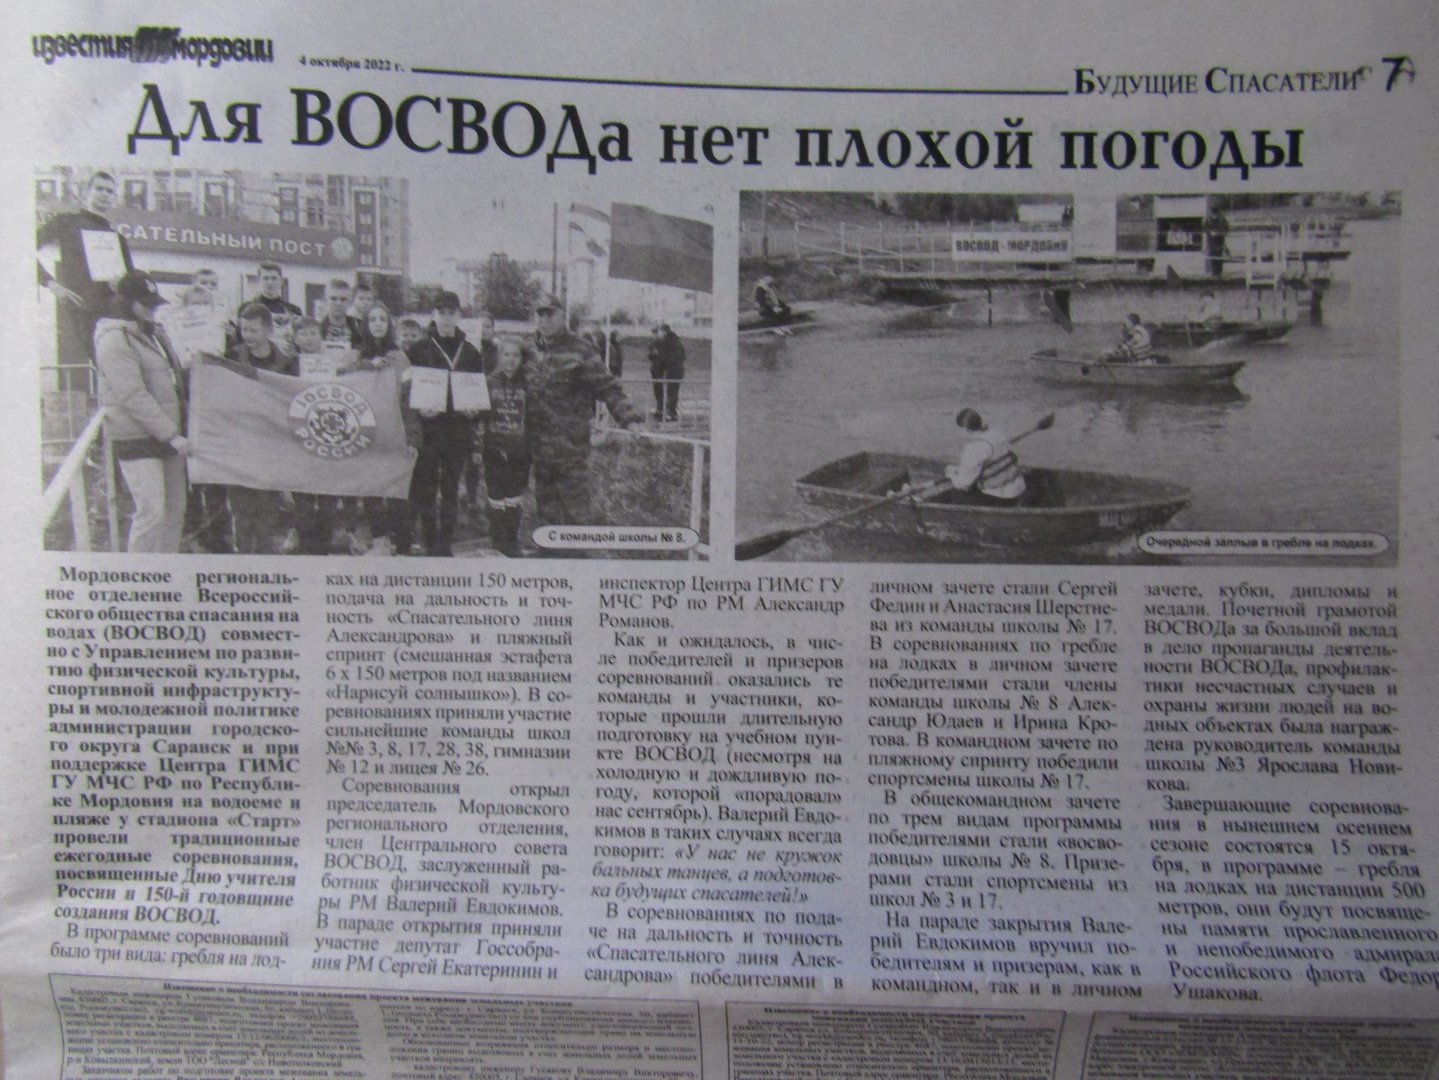 ИЗВЕСТИЯ МОРДОВИИ
4 октября 2022 г.
БУДУЩИЕ СПАСАТЕЛИ 7
Для ВОСВОДа нет плохой погоды
САТЕЛЬНЫЙ ПОСТ
ВОСВОД
РОССИИ
С командой школы № 8.
ВОСВОД - МОРДОВИИ
Очередной заплыв в гребле на лодках.
Мордовское региональ-
ное отделение Всероссий-
ского общества спасания на
водах (ВОСВОД) совмест-
но с Управлением по разви-
тию физической культуры,
спортивной инфраструкту-
ры и молодежной политике
администрации городско-
го округа Саранск и при
поддержке Центра ГИМС
ГУ МЧС РФ по Республи-
ке Мордовия на водоеме и
пляже у стадиона «Старт»
провели традиционные
ежегодные соревнования,
посвященные Дню учителя
России и 150-й годовщине
создания ВОСВОД.
В программе соревнований
было три вида: гребля на лод-
ках на дистанции 150 метров,
подача на дальность и точ-
ность «Спасательного линя
Александрова» и пляжный
спринт (смешанная эстафета
6 х 150 метров под названием
«Нарисуй солнышко»). В со-
ревнованиях приняли участие
сильнейшие команды школ
№№ 3, 8, 17, 28, 38, гимназии
№ 12 и лицея № 26.
Соревнования открыл
председатель Мордовского
регионального отделения,
член Центрального совета
ВОСВОД, заслуженный ра-
ботник физической культу-
ры РМ Валерий Евдокимов.
В параде открытия приняли
участие депутат Госсобра-
ния РМ Сергей Екатеринин и
инспектор Центра ГИМС ГУ
МЧС РФ по РМ Александр
Романов.
Как и ожидалось, в чис-
ле победителей и призеров
соревнований оказались те
команды и участники, ко-
торые прошли длительную
подготовку на учебном пун-
кте ВОСВОД (несмотря на
холодную и дождливую по-
году, которой «порадовал»
нас сентябрь). Валерий Евдо-
кимов в таких случаях всегда
говорит: «У нас не кружок
бальных танцев, а подготов-
ка будущих спасателей!»
В соревнованиях по пода-
че на дальность и точность
«Спасательного линя Алек-
сандрова» победителями в
личном зачете стали Сергей
Федин и Анастасия Шерстне-
ва из команды школы № 17.
В соревнованиях по гребле
на лодках в личном зачете
победителями стали члены
команды школы № 8 Алек-
сандр Юдаев и Ирина Кро-
това. В командном зачете по
пляжному спринту победили
спортсмены школы № 17.
В общекомандном зачете
по трем видам программы
победителями стали «восво-
довцы» школы № 8. Призе-
рами стали спортсмены из
школ № 3 и 17.
На параде закрытия Вале-
рий Евдокимов вручил по-
бедителям и призерам, как в
командном, так и в личном
зачете, кубки, дипломы и
медали. Почетной грамотой
ВОСВОДа за большой вклад
в дело пропаганды деятель-
ности ВОСВОДа, профилак-
тики несчастных случаев и
охраны жизни людей на во-
дных объектах была награж-
дена руководитель команды
школы №3 Ярослава Нови-
кова.
Завершающие соревнова-
ния в нынешнем осеннем
сезоне состоятся 15 октя-
бря, в программе – гребля
на лодках на дистанции 500
метров, они будут посвяще-
ны памяти прославленного
и непобедимого адмирала
Российского флота Федор
Ушакова.
Извещение о необходимости согласования проекта межевания земельных участков